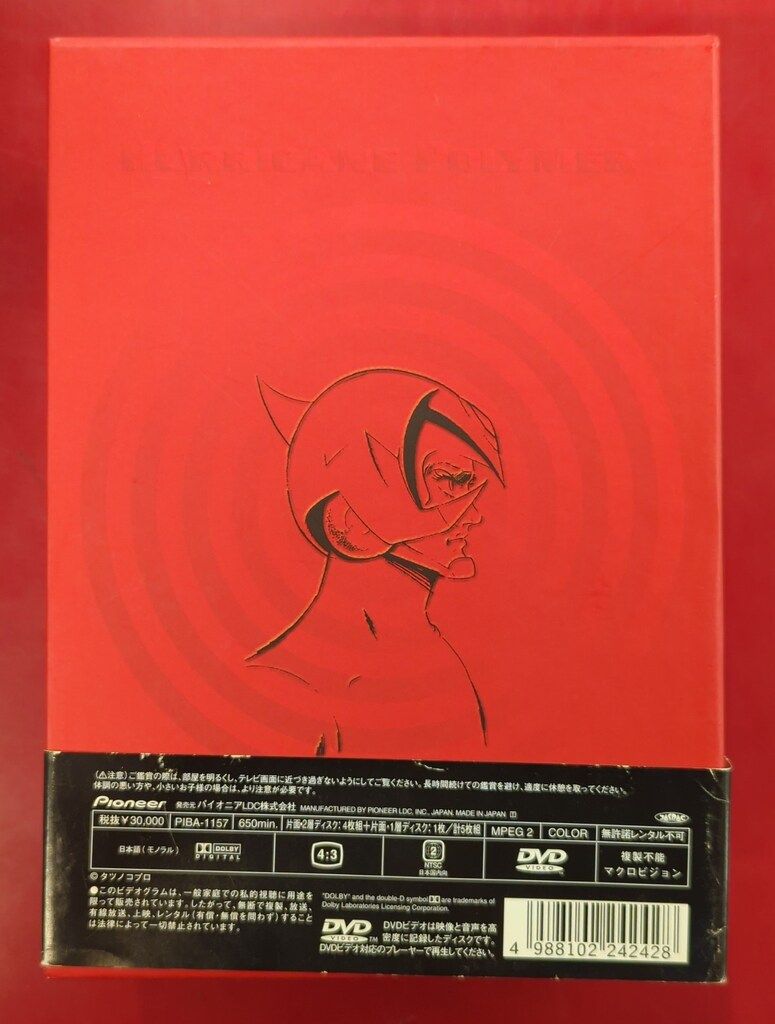 HURRICANE POLYMER
(⚠注意)ご鑑賞の際は、部屋を明るくし、テレビ画面に近づき過ぎないようにしてご覧ください。長時間続けての鑑賞を避け、適度に休憩を取ってください。
体調の悪い方や、小さいお子様の場合は、より注意が必要です。
Pioneer 発売元 パイオニアLDC株式会社 MANUFACTURED BY PIONEER LDC, INC., JAPAN. MADE IN JAPAN
税抜￥30,000 PIBA-1157 650min. 片面・2層ディスク:4枚組+片面・1層ディスク:1枚/計5枚組 MPEG 2 COLOR 無許諾レンタル不可
日本語(モノラル) DOLBY DIGITAL 4:3 2 NTSC 日本国内向 DVD VIDEO 複製不能 マクロビジョン
©タツノコプロ
●このビデオグラムは、一般家庭での私的視聴に用途を
限って販売されています。したがって、無断で複製、放送、
有線放送、上映、レンタル(有償・無償を問わず)すること
は法律によって一切禁止されています。
"DOLBY" and the double-D symbol are trademarks of
Dolby Laboratories Licensing Corporation.
DVD VIDEO TM DVDビデオは映像と音声を高
密度に記録したディスクです。
DVDビデオ対応のプレーヤーで再生してください。
4 988102 242428